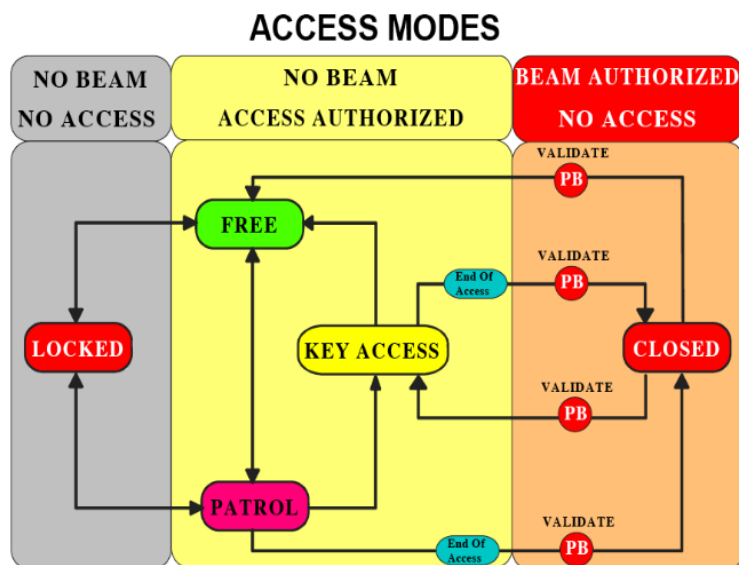 ACCESS MODES
NO BEAM
NO ACCESS
NO BEAM
ACCESS AUTHORIZED
BEAM AUTHORIZED
NO ACCESS
VALIDATE
PB
FREE
VALIDATE
End Of
Access
PB
LOCKED
KEY ACCESS
CLOSED
VALIDATE
PB
PATROL
VALIDATE
End Of
Access
PB